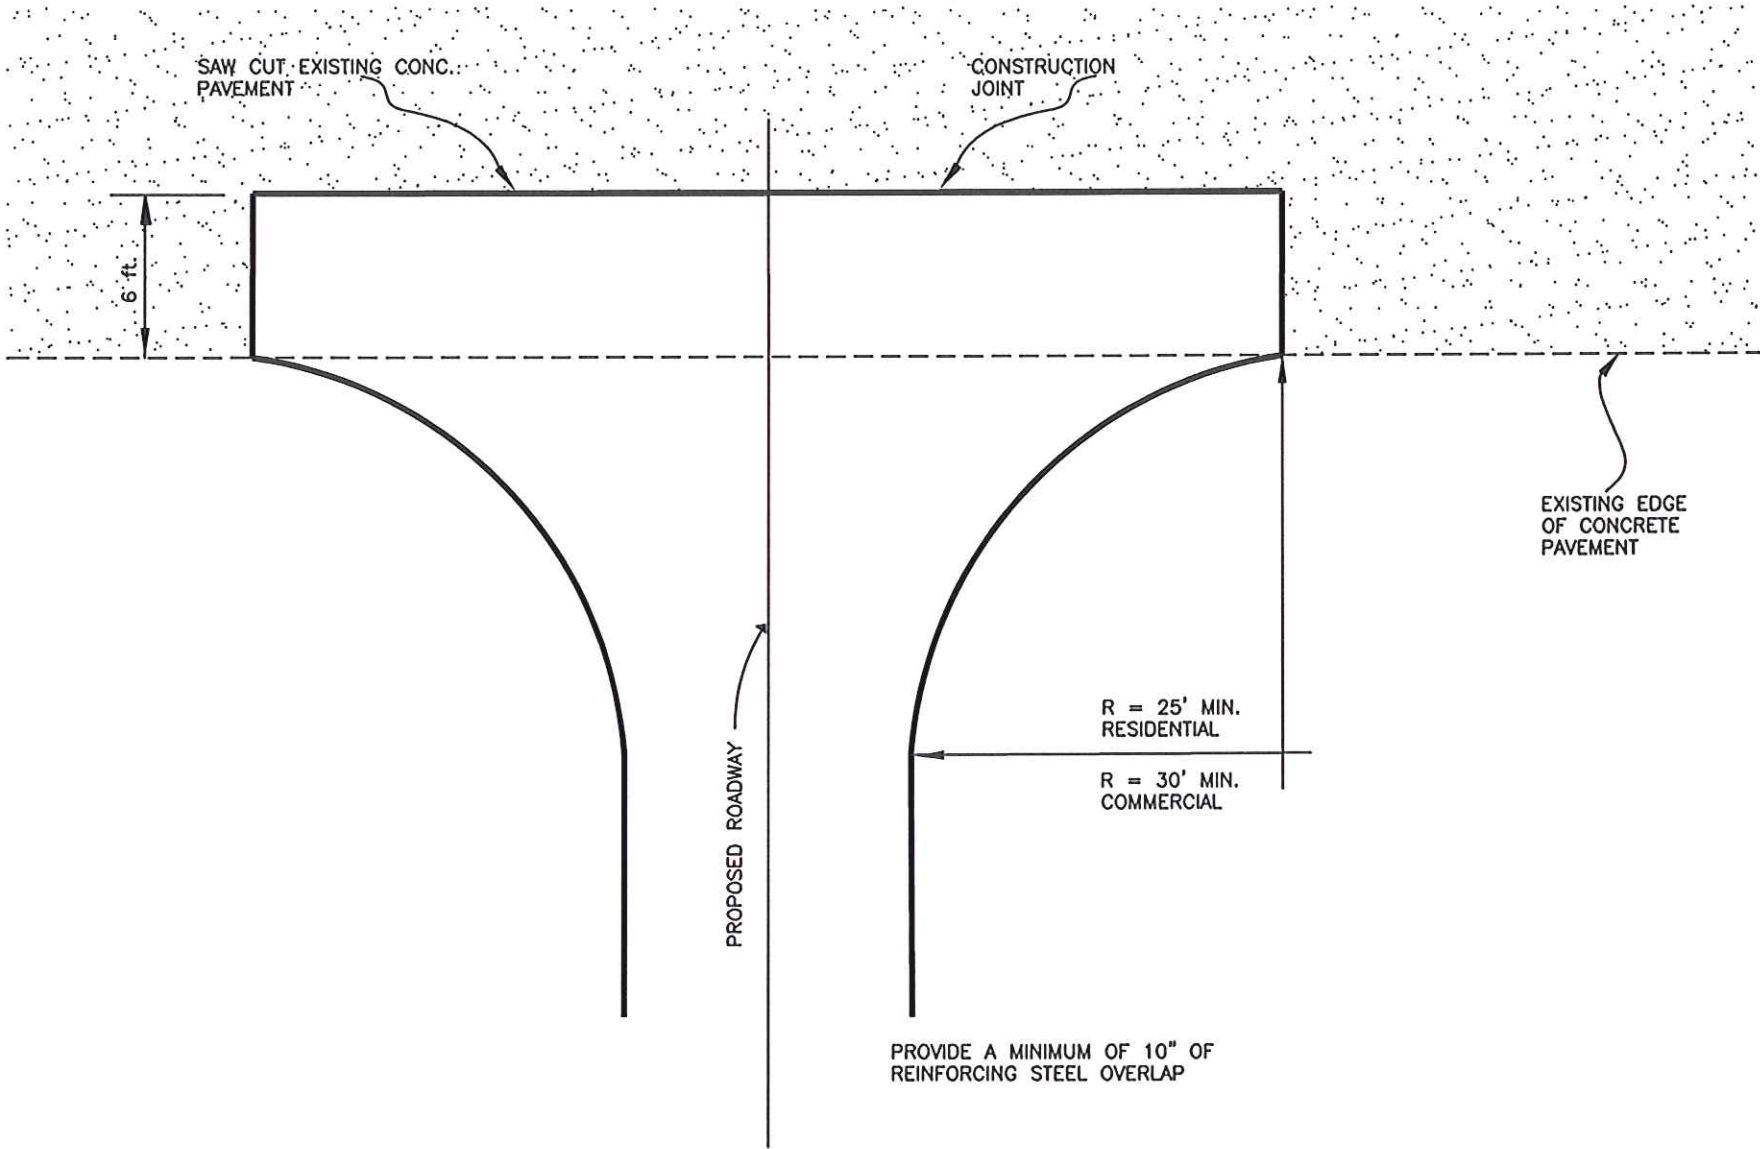 SAW CUT EXISTING CONC.
PAVEMENT
CONSTRUCTION
JOINT
6 ft.
EXISTING EDGE
OF CONCRETE
PAVEMENT
R = 25' MIN.
RESIDENTIAL
R = 30' MIN.
COMMERCIAL
PROPOSED ROADWAY
PROVIDE A MINIMUM OF 10" OF
REINFORCING STEEL OVERLAP